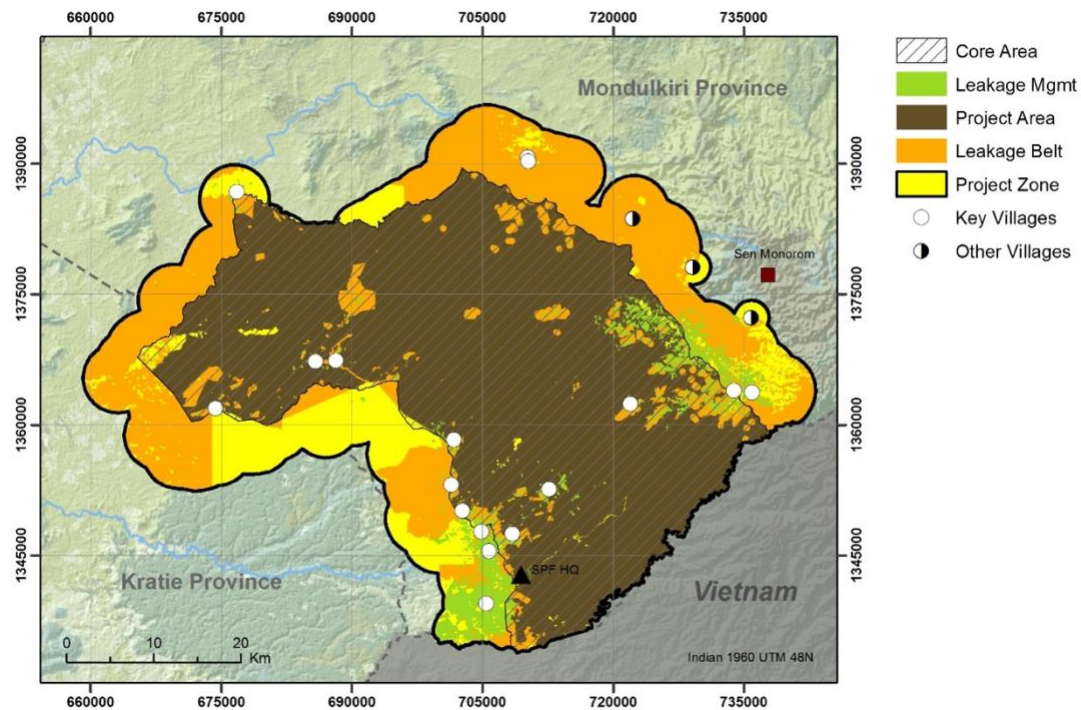 660000 675000 690000 705000 720000 735000
Mondulkiri Province
1390000 1390000
Sen Monorom
1375000 1375000
1360000 1360000
1345000 1345000
SPF HQ
Kratie Province
Vietnam
0 10 20
Km
Indian 1960 UTM 48N
660000 675000 690000 705000 720000 735000
Core Area
Leakage Mgmt
Project Area
Leakage Belt
Project Zone
Key Villages
Other Villages